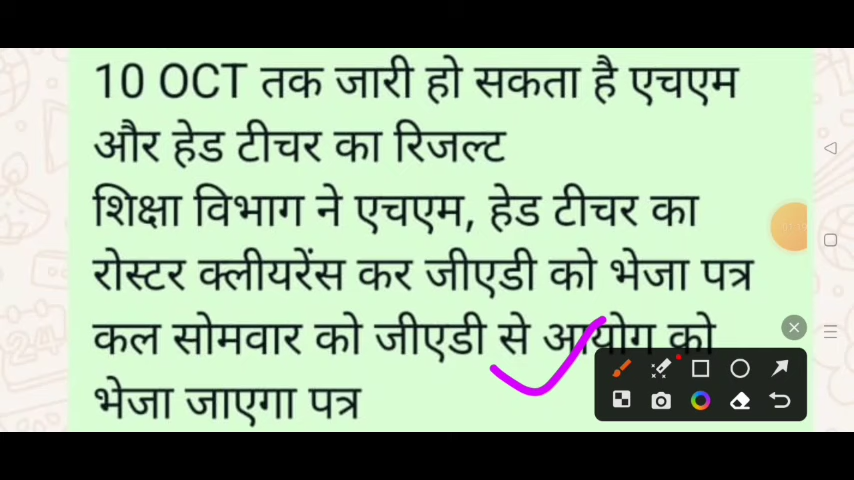 10 OCT तक जारी हो सकता है एचएम
और हेड टीचर का रिजल्ट
शिक्षा विभाग ने एचएम, हेड टीचर का
रोस्टर क्लीयरेंस कर जीएडी को भेजा पत्र
कल सोमवार को जीएडी से आयोग को
भेजा जाएगा पत्र